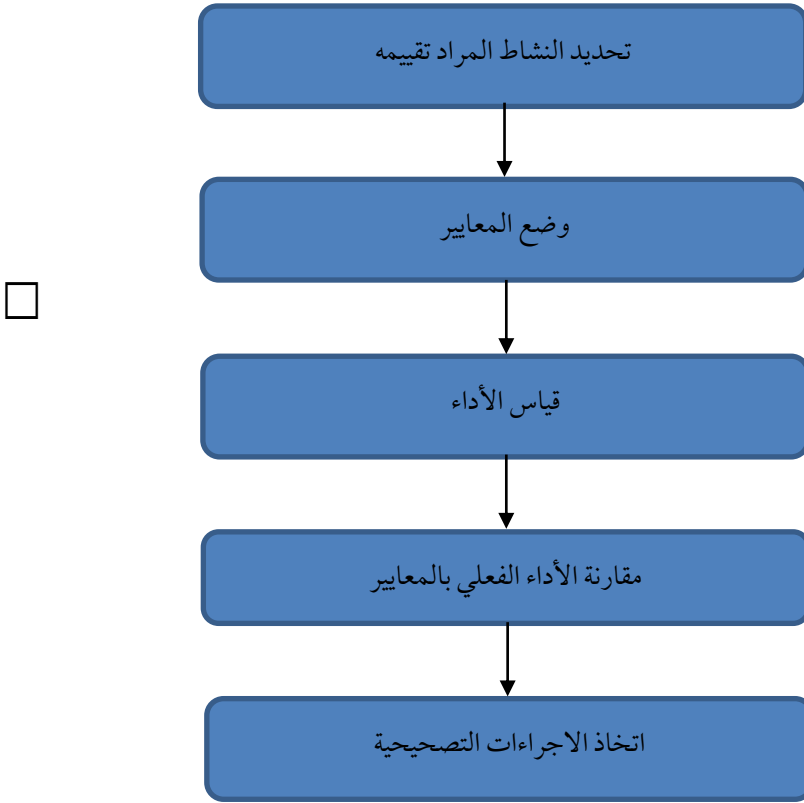 تحديد النشاط المراد تقييمه
وضع المعايير
قياس الأداء
مقارنة الأداء الفعلي بالمعايير
اتخاذ الاجراءات التصحيحية